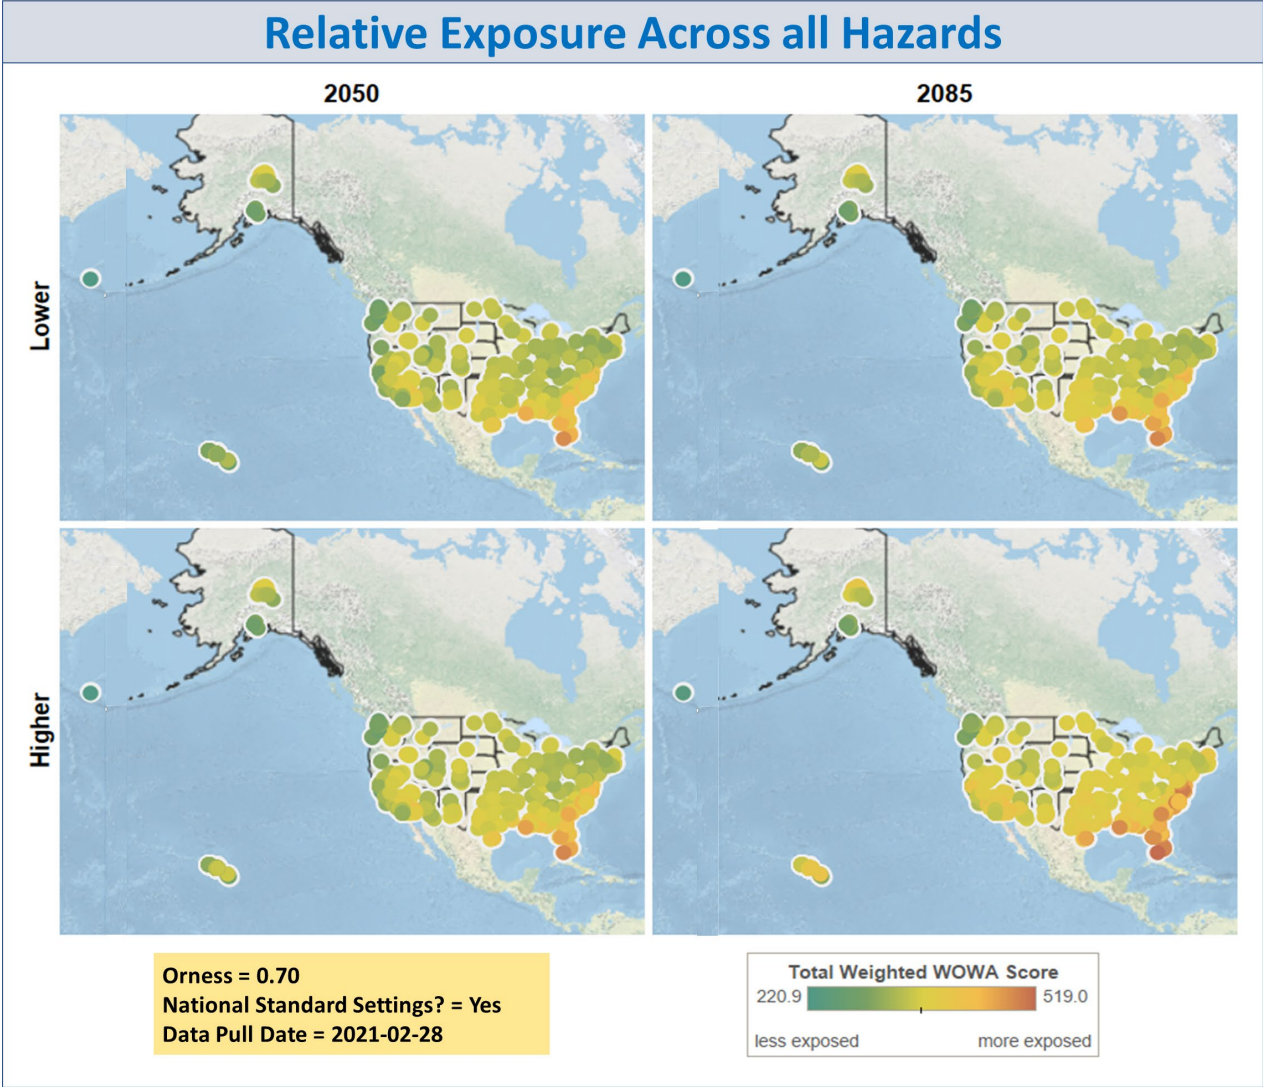 Relative Exposure Across all Hazards
2050
2085
Lower
Higher
Orness = 0.70
National Standard Settings? = Yes
Data Pull Date = 2021-02-28
Total Weighted WOWA Score
220.9
519.0
less exposed
more exposed